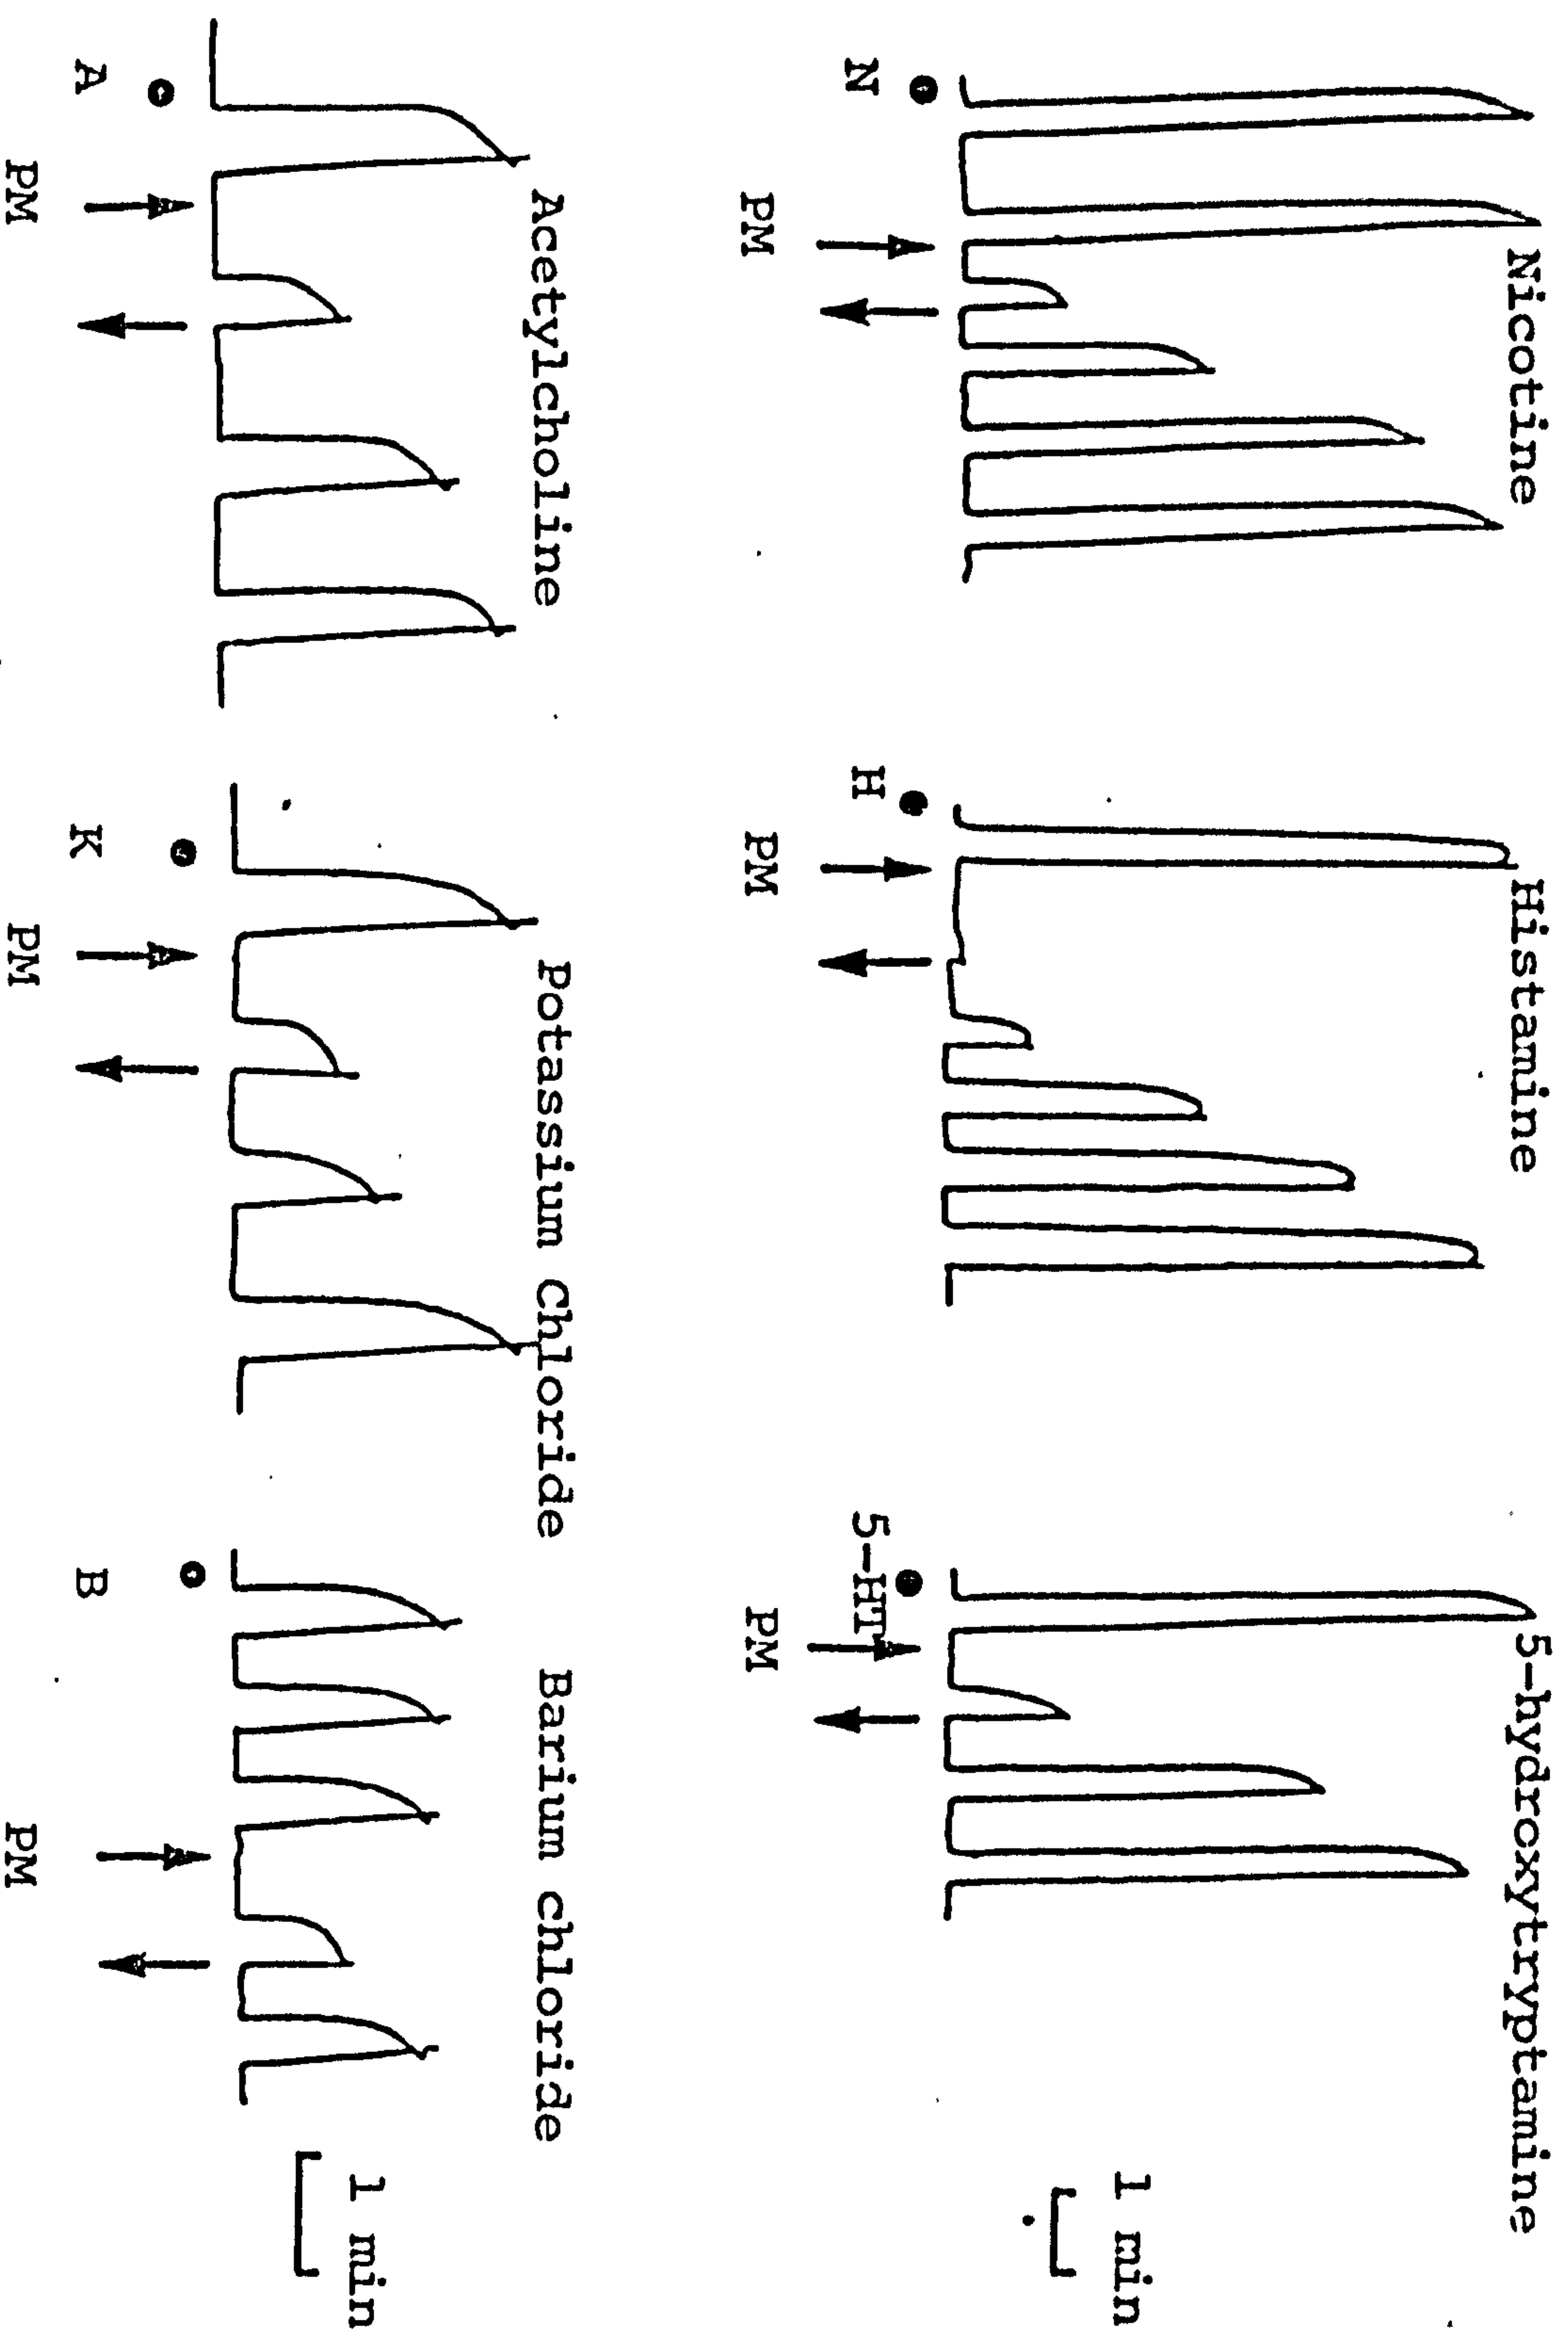 Nicotine
Histamine
5-hydroxytryptamine
1 min
N
PM
H
PM
5-HT
PM
Acetylcholine
Potassium Chloride
Barium chloride
1 min
A
PM
K
PM
B
PM